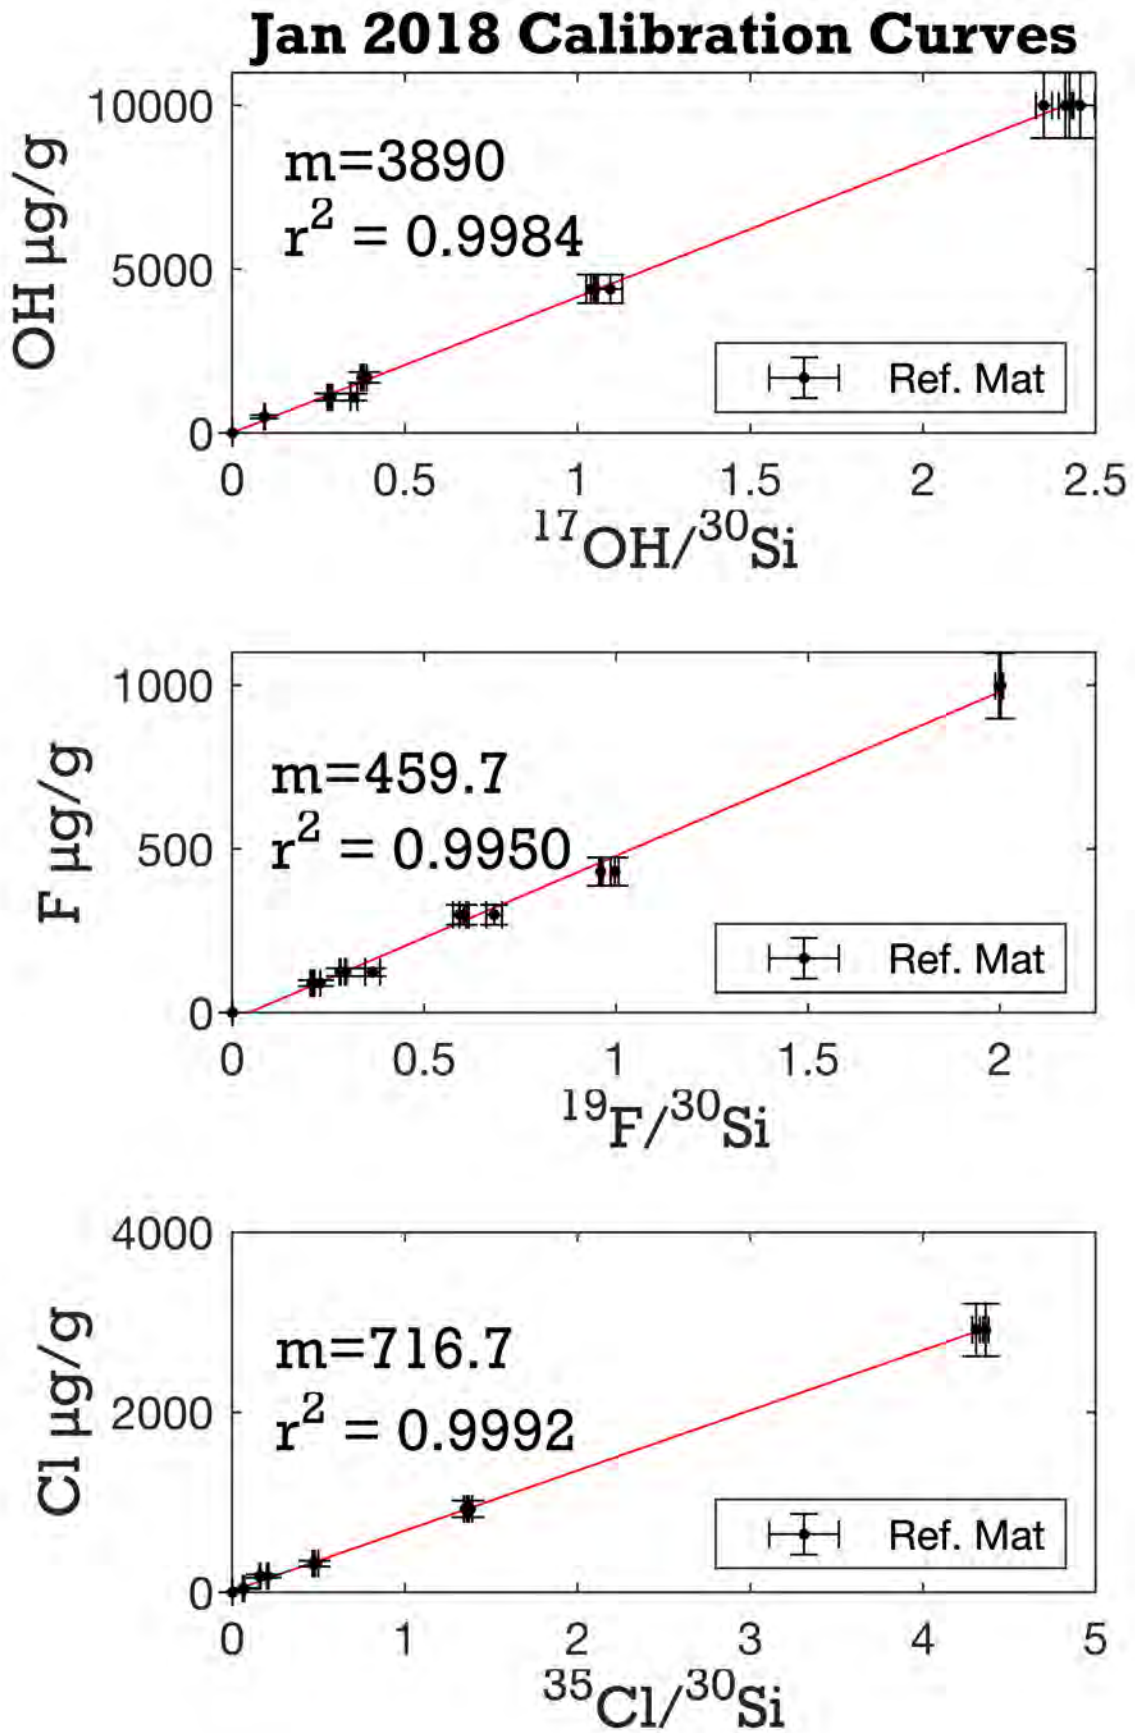 Jan 2018 Calibration Curves
OH µg/g
10000
5000
0
m=3890
r² = 0.9984
Ref. Mat
0 0.5 1 1.5 2 2.5
¹⁷OH/³⁰Si
F µg/g
1000
500
0
m=459.7
r² = 0.9950
Ref. Mat
0 0.5 1 1.5 2
¹⁹F/³⁰Si
Cl µg/g
4000
2000
0
m=716.7
r² = 0.9992
Ref. Mat
0 1 2 3 4 5
³⁵Cl/³⁰Si